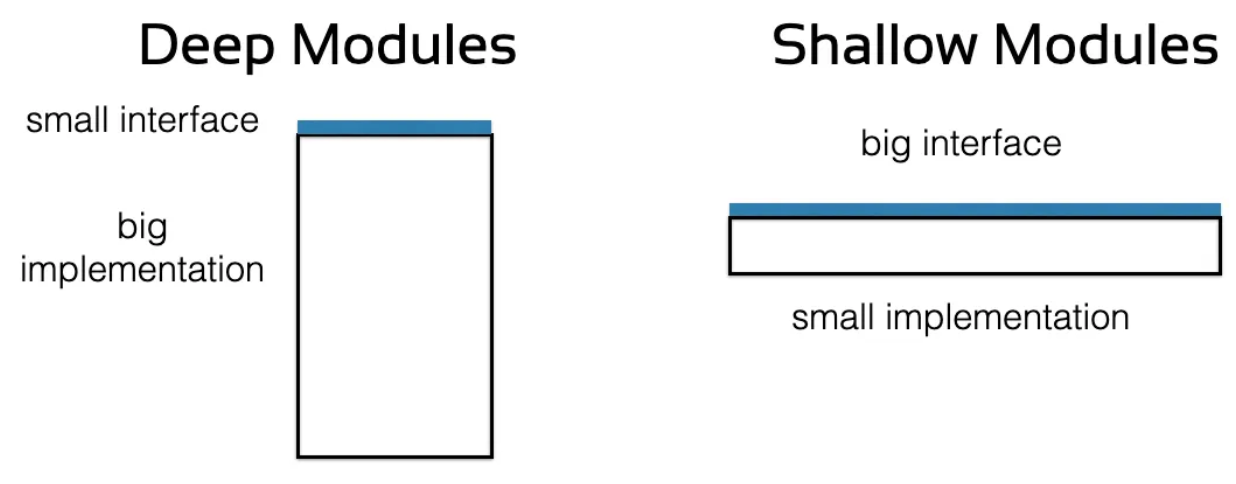 Deep Modules
small interface
big
implementation
Shallow Modules
big interface
small implementation